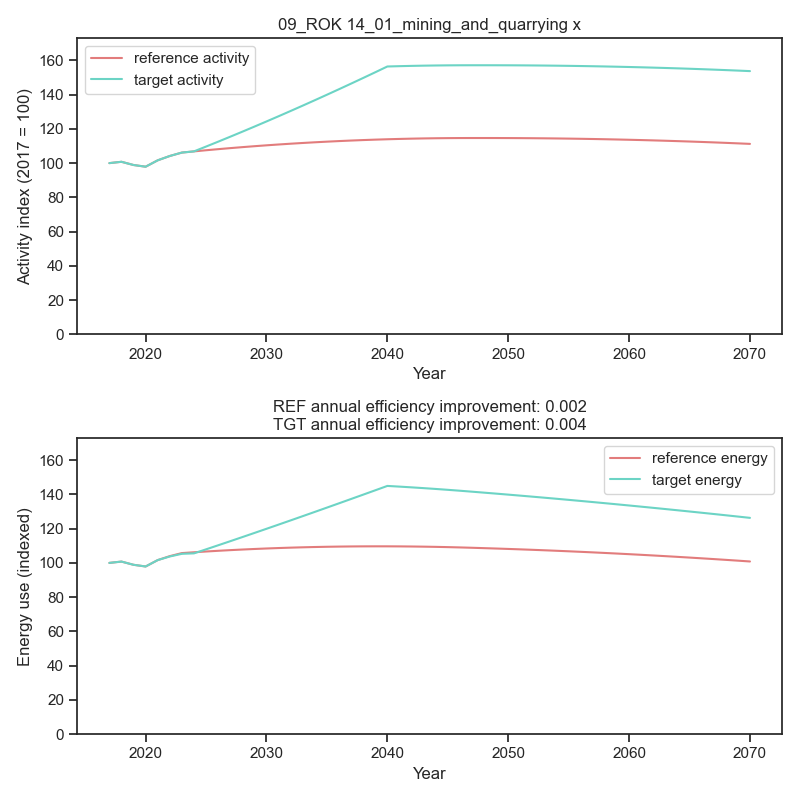 09_ROK 14_01_mining_and_quarrying x
reference activity
target activity
Activity index (2017 = 100)
160
140
120
100
80
60
40
20
0
2020 2030 2040 2050 2060 2070
Year
REF annual efficiency improvement: 0.002
TGT annual efficiency improvement: 0.004
reference energy
target energy
Energy use (indexed)
160
140
120
100
80
60
40
20
0
2020 2030 2040 2050 2060 2070
Year